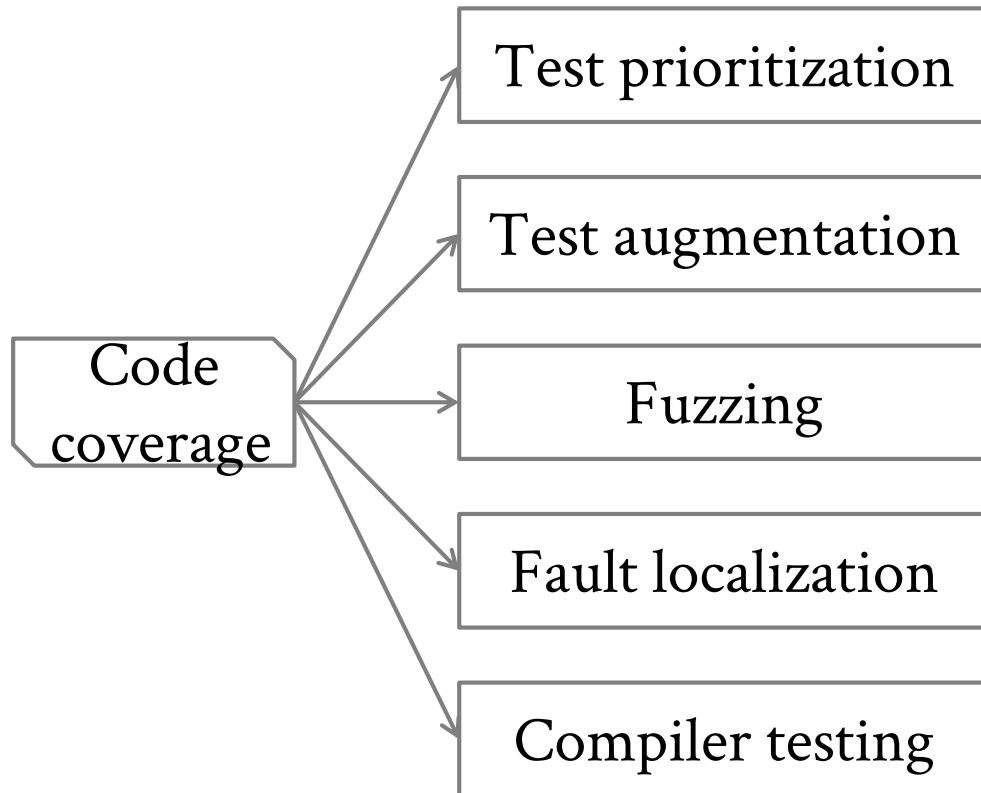 Test prioritization
Test augmentation
Code
coverage
Fuzzing
Fault localization
Compiler testing